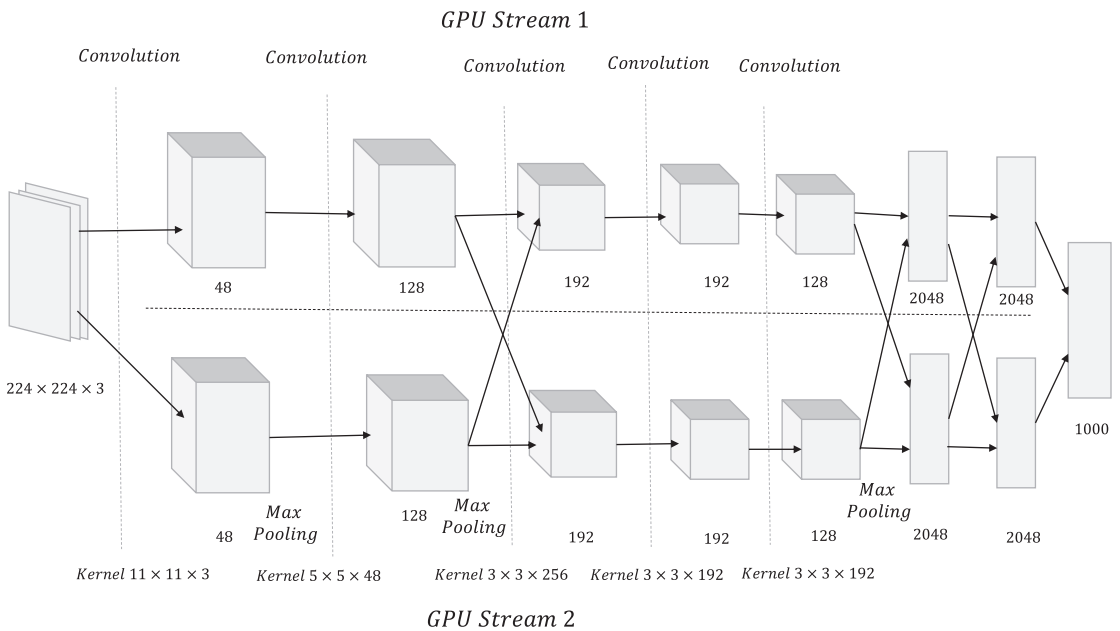 GPU Stream 1
Convolution
Convolution
Convolution
Convolution
Convolution
48
128
192
192
128
2048
2048
224 × 224 × 3
1000
48
Max
Pooling
128
Max
Pooling
192
192
128
Max
Pooling
2048
2048
Kernel 11 × 11 × 3
Kernel 5 × 5 × 48
Kernel 3 × 3 × 256
Kernel 3 × 3 × 192
Kernel 3 × 3 × 192
GPU Stream 2